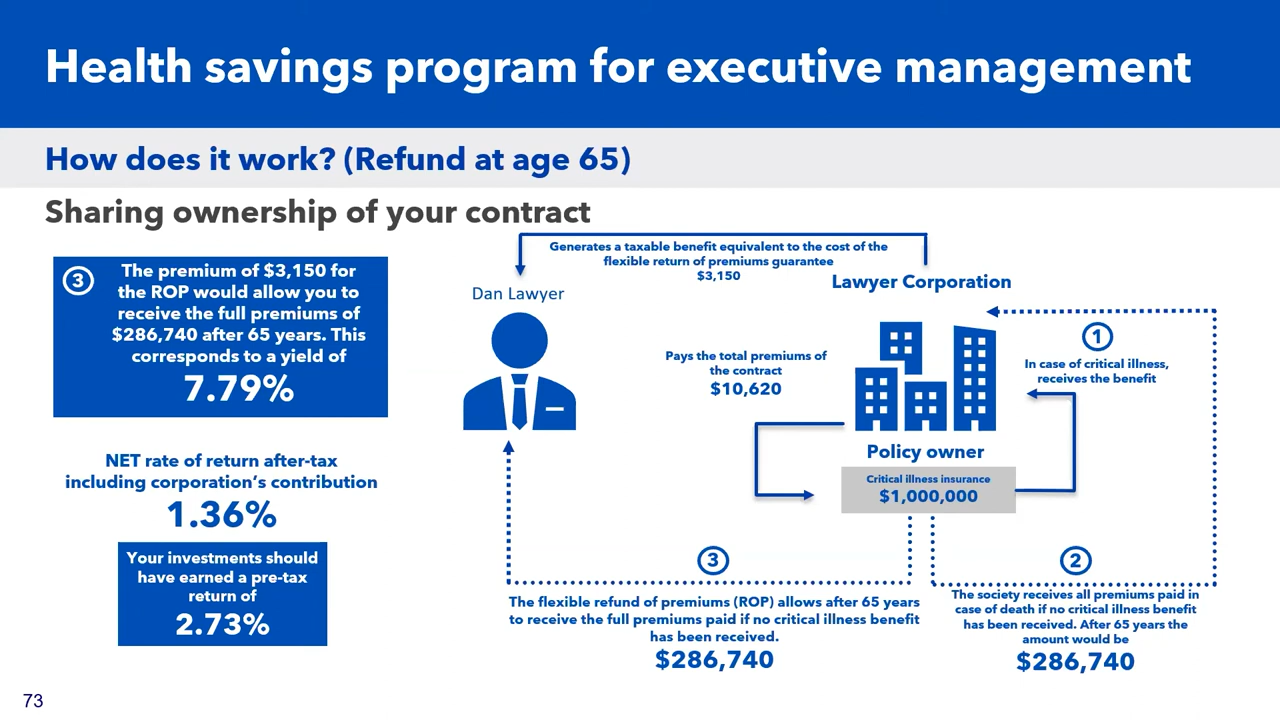 Health savings program for executive management
How does it work? (Refund at age 65)
Sharing ownership of your contract
3
The premium of $3,150 for
the ROP would allow you to
receive the full premiums of
$286,740 after 65 years. This
corresponds to a yield of
7.79%
NET rate of return after-tax
including corporation’s contribution
1.36%
Your investments should
have earned a pre-tax
return of
2.73%
Generates a taxable benefit equivalent to the cost of the
flexible return of premiums guarantee
$3,150
Dan Lawyer
Lawyer Corporation
Pays the total premiums of
the contract
$10,620
1
In case of critical illness,
receives the benefit
Policy owner
Critical illness insurance
$1,000,000
3
The flexible refund of premiums (ROP) allows after 65 years
to receive the full premiums paid if no critical illness benefit
has been received.
$286,740
2
The society receives all premiums paid in
case of death if no critical illness benefit
has been received. After 65 years the
amount would be
$286,740
73